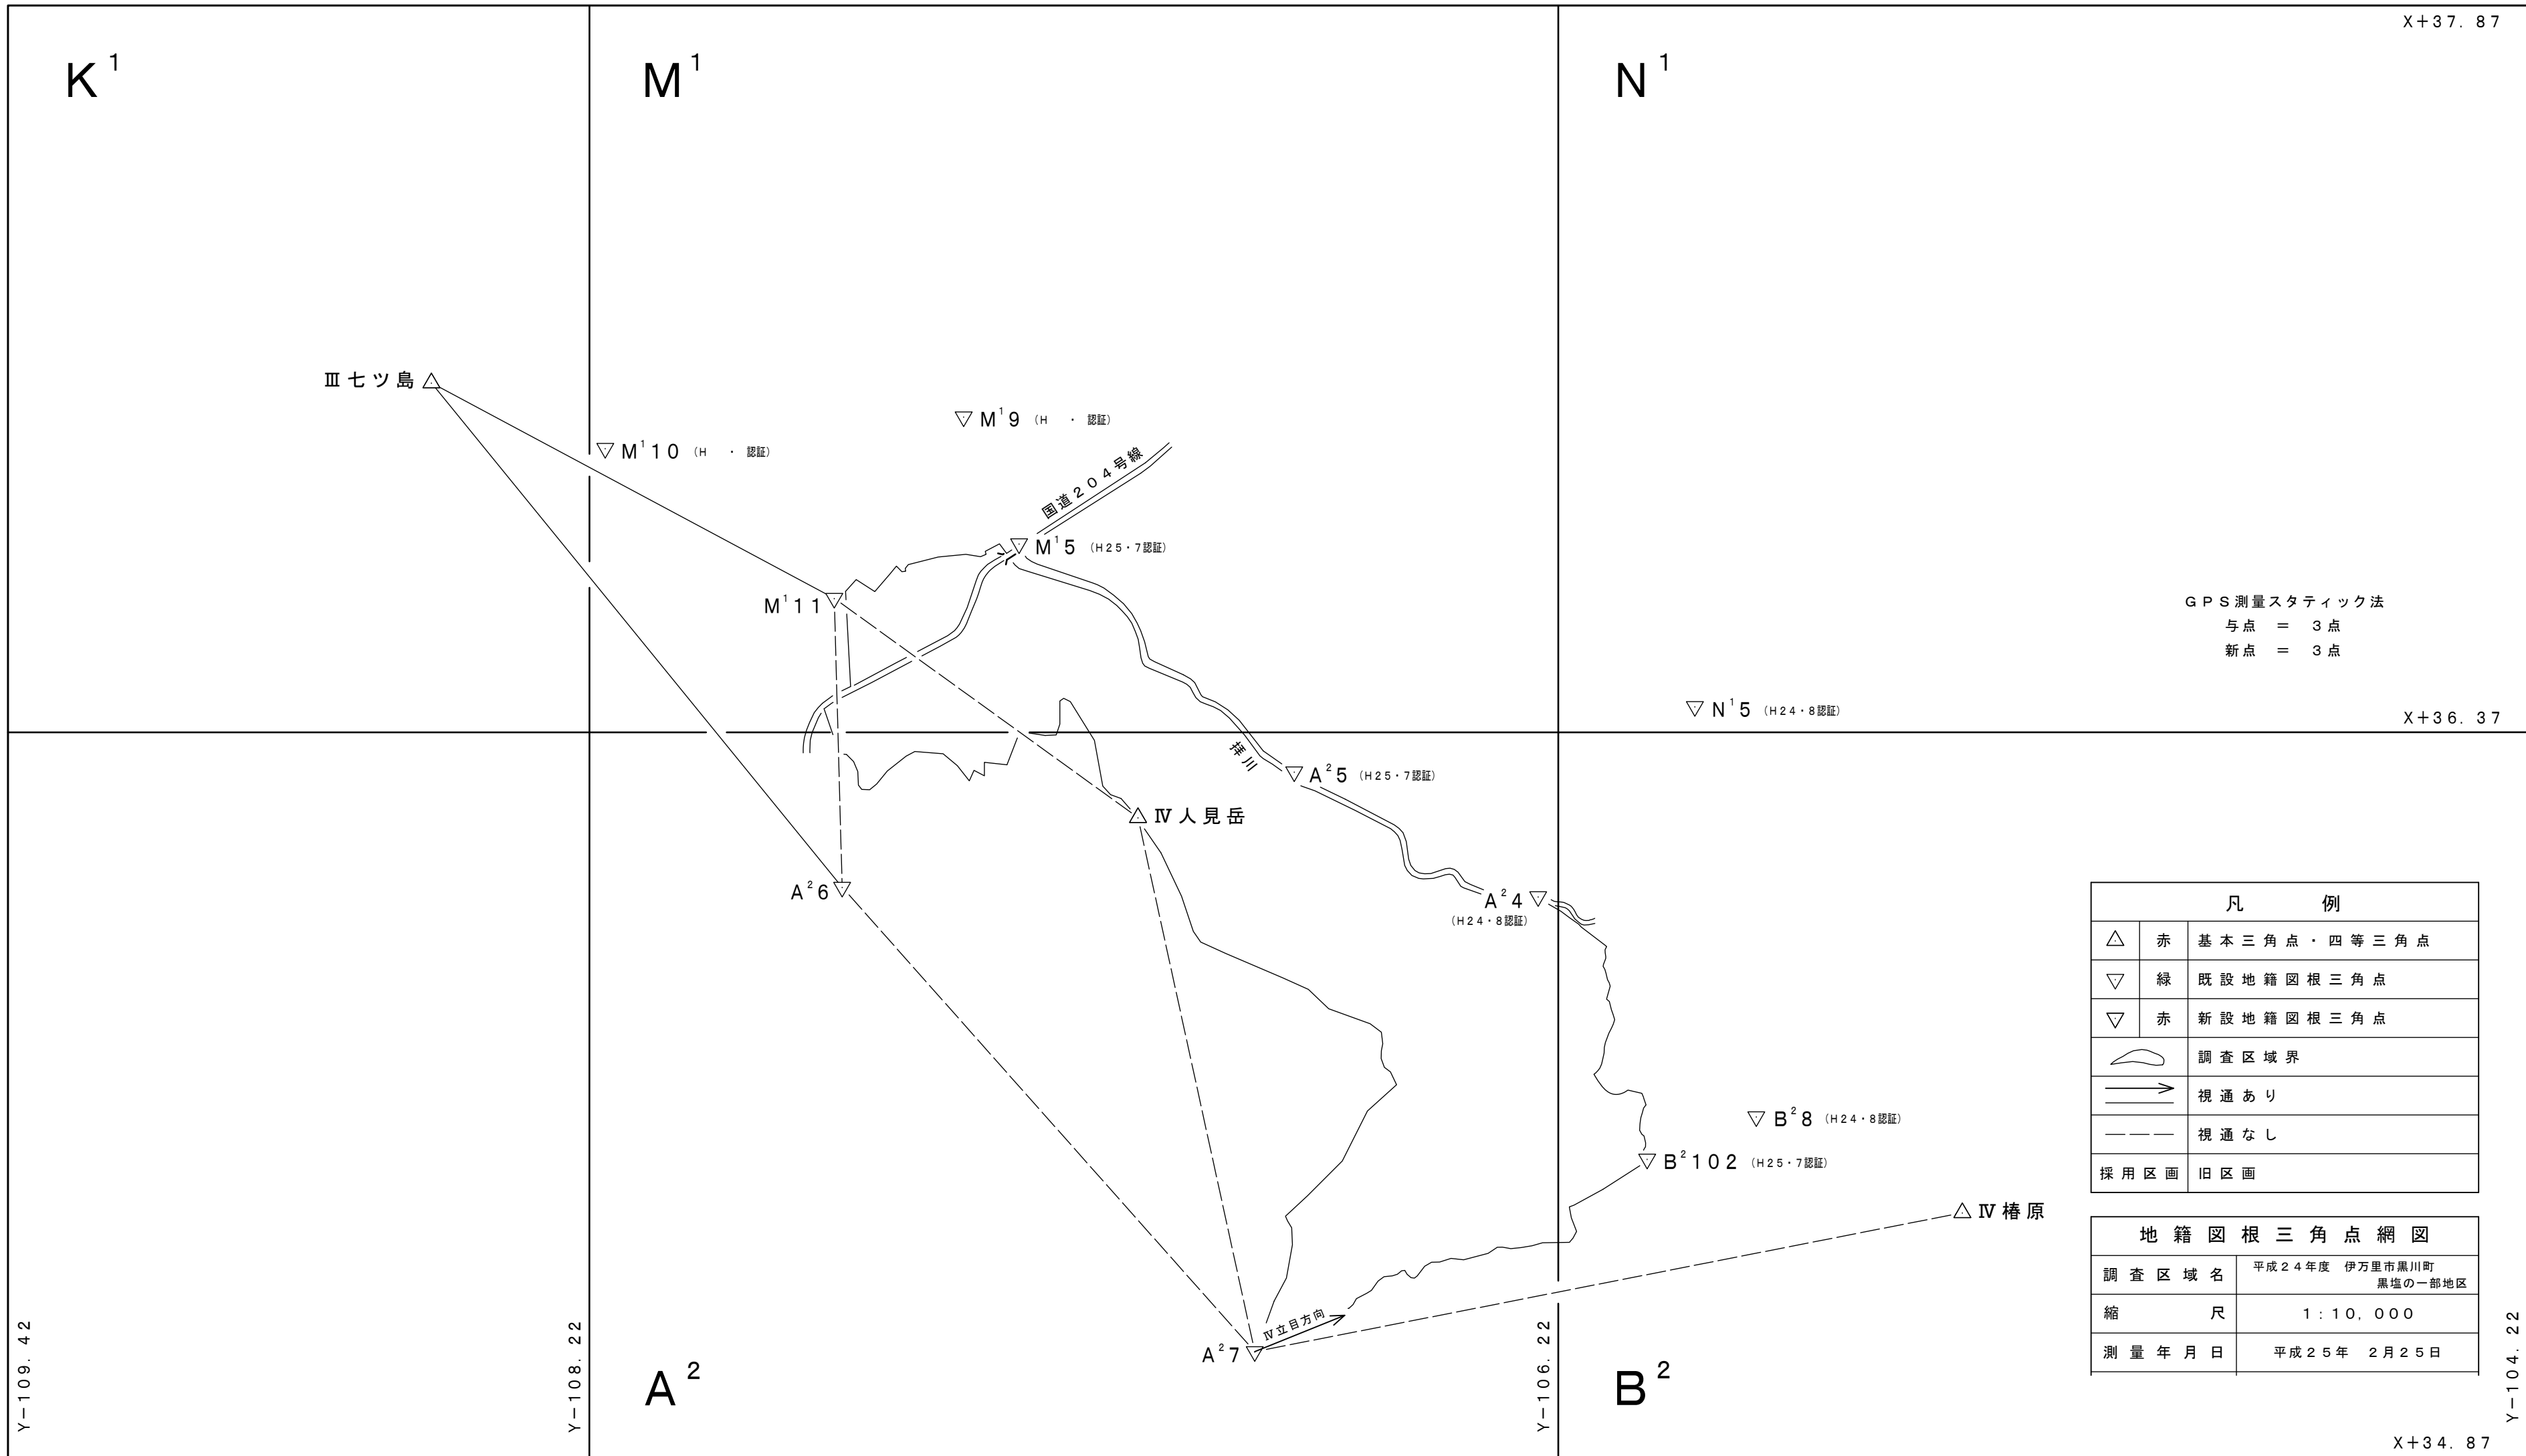 X+37.87
K¹
M¹
N¹
Ⅲ七ツ島
M¹9 (H ・ 認証)
M¹10 (H ・ 認証)
国道204号線
M¹5 (H25・7認証)
M¹11
GPS測量スタティック法
与点 = 3点
新点 = 3点
N¹5 (H24・8認証)
X+36.37
拝川
A²5 (H25・7認証)
Ⅳ人見岳
A²6
A²4
(H24・8認証)
B²8 (H24・8認証)
B²102 (H25・7認証)
Ⅳ椿原
Ⅳ立目方向
A²7
A²
B²
Y-109.42
Y-108.22
Y-106.22
Y-104.22
X+34.87
凡 例
赤 基本三角点・四等三角点
緑 既設地籍図根三角点
赤 新設地籍図根三角点
調査区域界
視通あり
視通なし
採用区画 旧区画
地籍図根三角点網図
調査区域名 平成24年度 伊万里市黒川町
黒塩の一部地区
縮尺 1:10,000
測量年月日 平成25年 2月25日